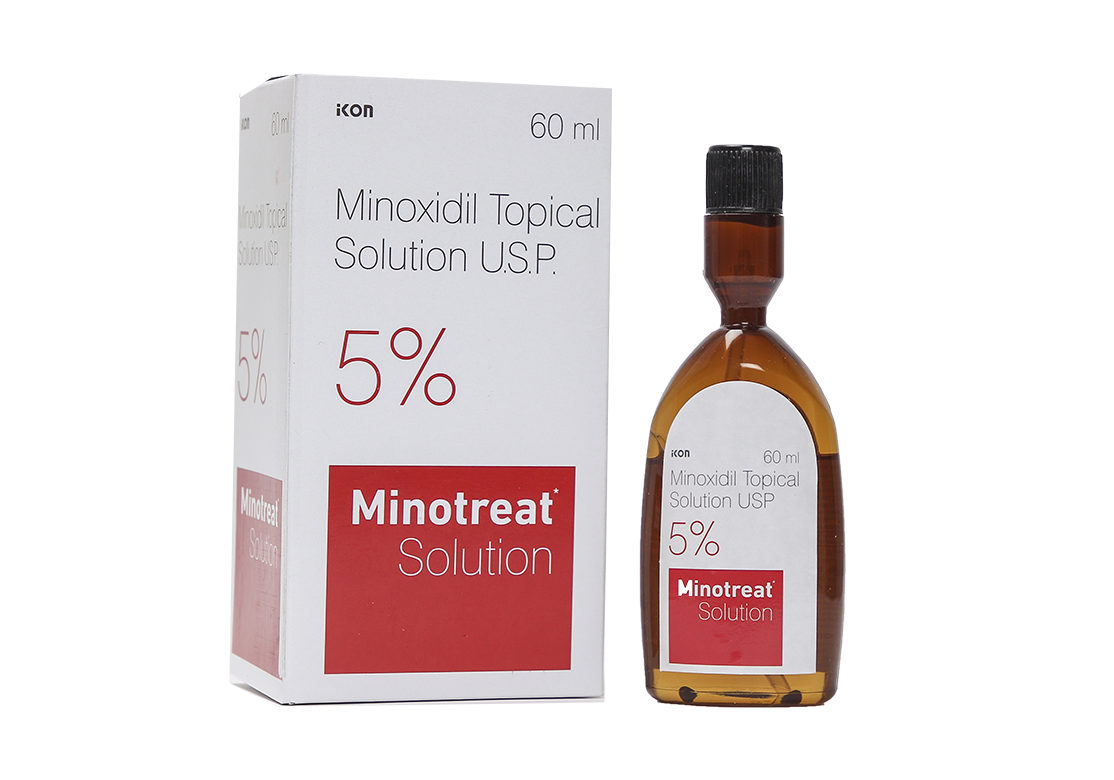 iKON
60 ml
Minoxidil Topical
Solution USP
5%
Minotreat
Solution
iKON
60 ml
Minoxidil Topical
Solution U.S.P.
5%
Minotreat*
Solution
iKON
60 ml
Minoxidil Topical
Solution USP
5%
Minotreat*
Solution